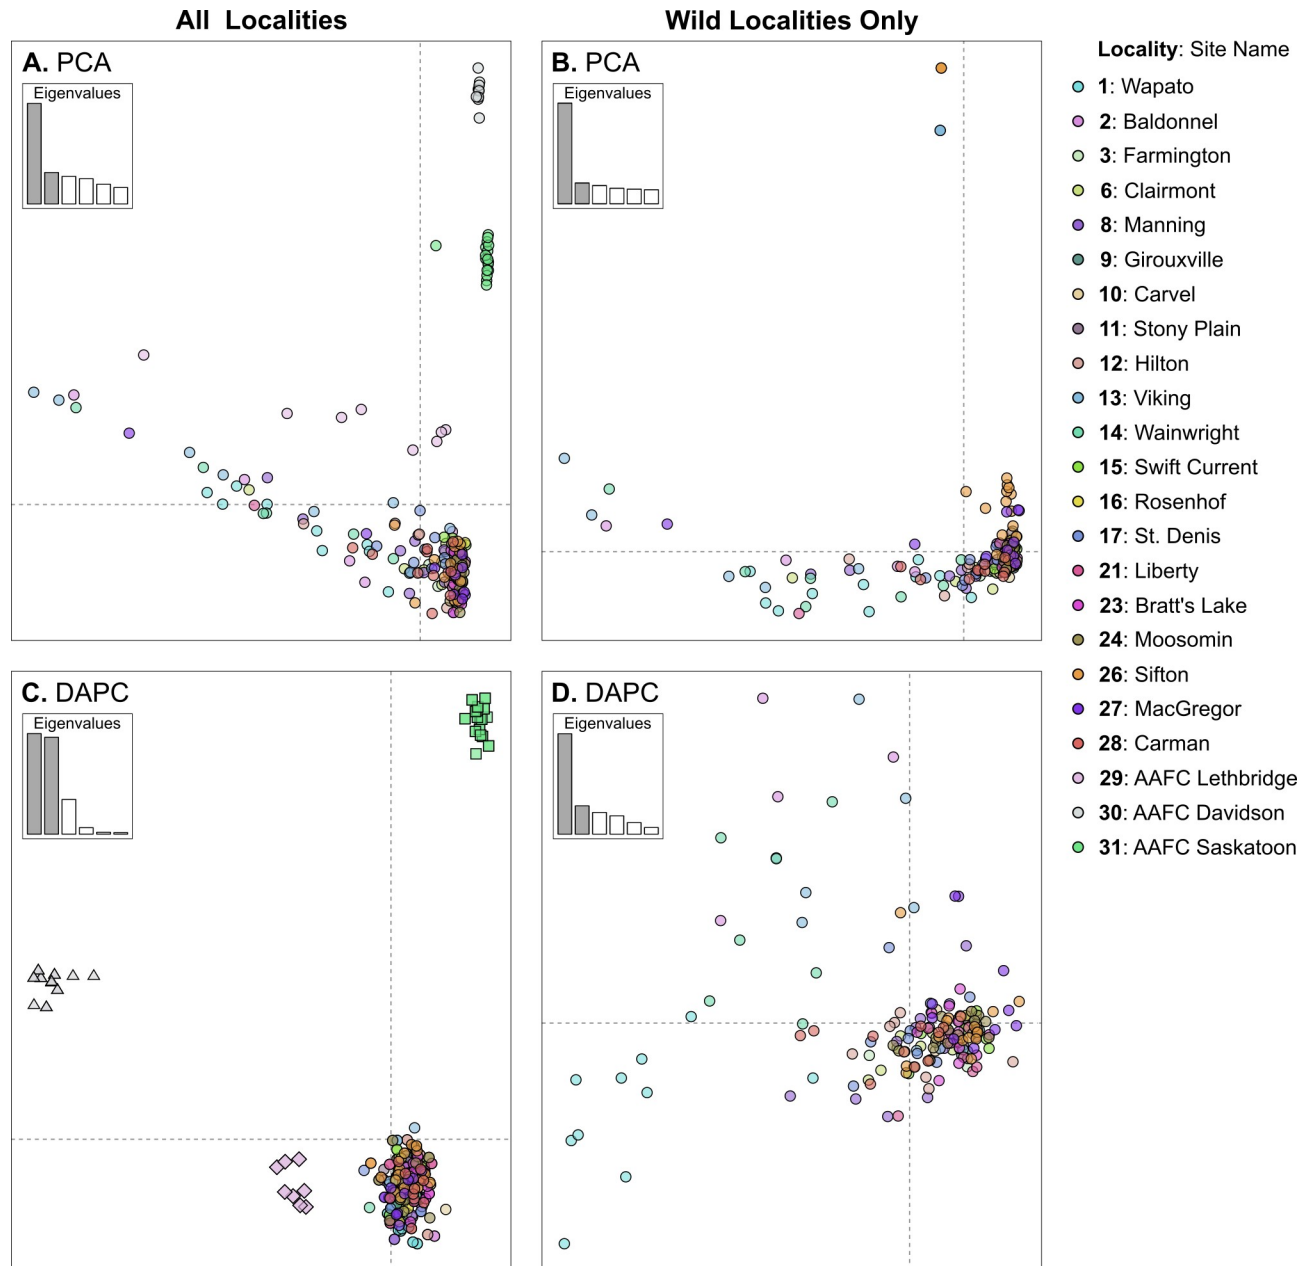 All Localities
Wild Localities Only
A. PCA
Eigenvalues
B. PCA
Eigenvalues
C. DAPC
Eigenvalues
D. DAPC
Eigenvalues
Locality: Site Name
1: Wapato
2: Baldonnel
3: Farmington
6: Clairmont
8: Manning
9: Girouxville
10: Carvel
11: Stony Plain
12: Hilton
13: Viking
14: Wainwright
15: Swift Current
16: Rosenhof
17: St. Denis
21: Liberty
23: Bratt's Lake
24: Moosomin
26: Sifton
27: MacGregor
28: Carman
29: AAFC Lethbridge
30: AAFC Davidson
31: AAFC Saskatoon